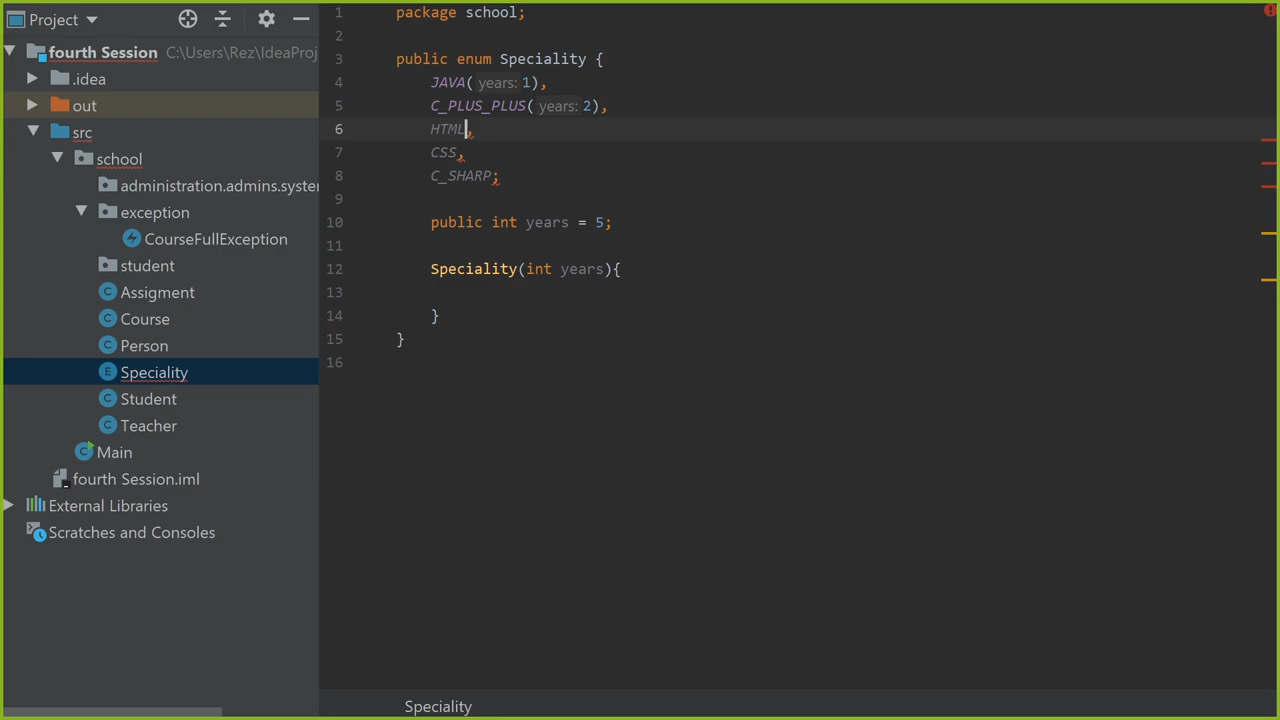 Project
fourth Session C:\Users\Rez\IdeaProj
.idea
out
src
school
administration.admins.syster
exception
CourseFullException
student
Assigment
Course
Person
Speciality
Student
Teacher
Main
fourth Session.iml
External Libraries
Scratches and Consoles
1 package school;
2
3 public enum Speciality {
4 JAVA( years: 1),
5 C_PLUS_PLUS( years: 2),
6 HTML,
7 CSS,
8 C_SHARP;
9
10 public int years = 5;
11
12 Speciality(int years){
13
14 }
15 }
16
Speciality